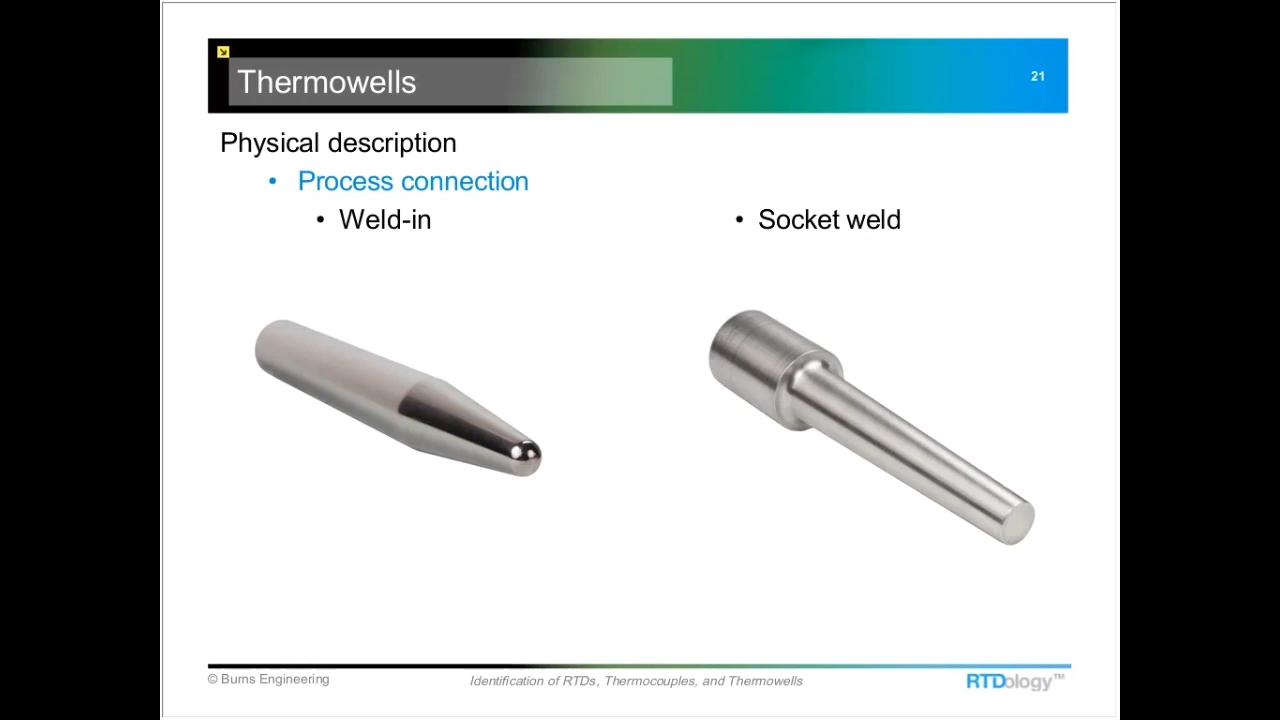 Thermowells
21
Physical description
• Process connection
• Weld-in
• Socket weld
© Burns Engineering
Identification of RTDs, Thermocouples, and Thermowells
RTDology™